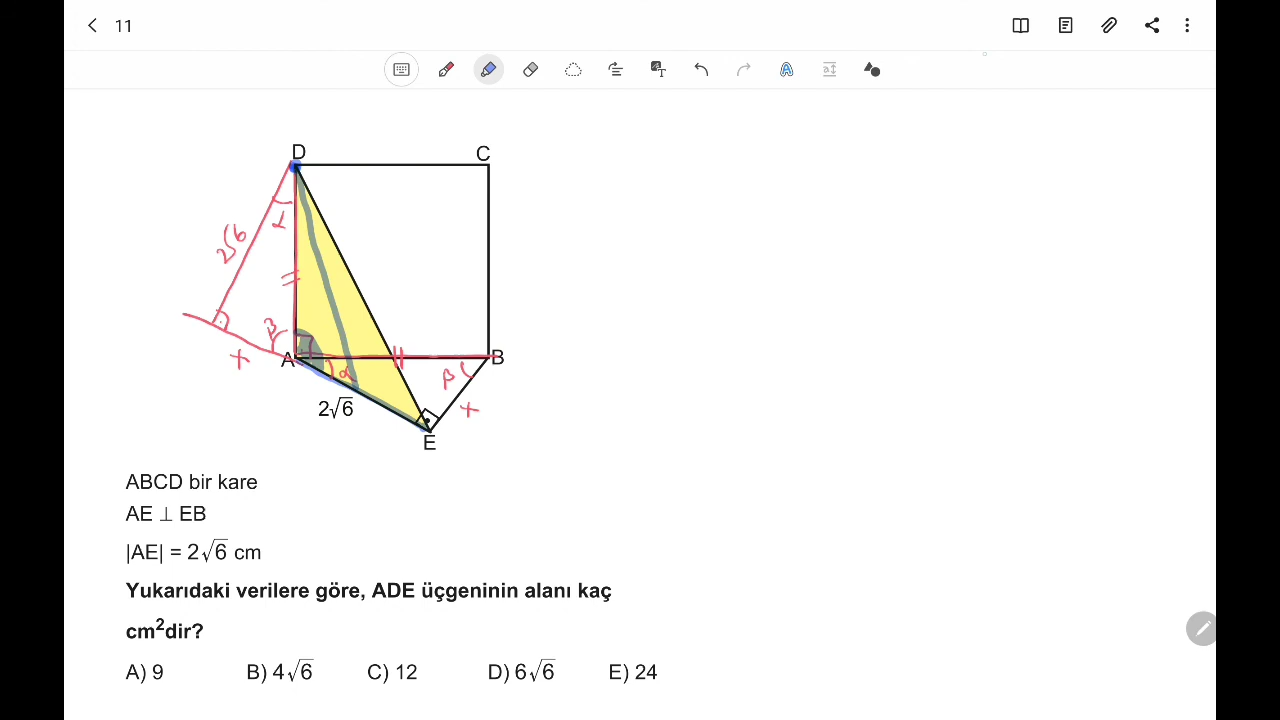 11
D
C
α
2√6
β
x
A
α
B
β
x
2√6
E
ABCD bir kare
AE ⊥ EB
|AE| = 2√6 cm
Yukarıdaki verilere göre, ADE üçgeninin alanı kaç
cm²dir?
A) 9 B) 4√6 C) 12 D) 6√6 E) 24